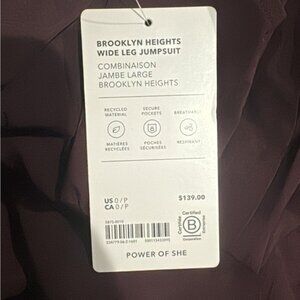 BROOKLYN HEIGHTS
WIDE LEG JUMPSUIT
COMBINAISON
JAMBE LARGE
BROOKLYN HEIGHTS
RECYCLED MATERIAL
SECURE POCKETS
BREATHABLE
MATIÈRES RECYCLÉES
POCHES SÉCURISÉES
RESPIRANT
US 0 / P
CA 0 / P
$139.00
Certified
B
Corporation
POWER OF SHE